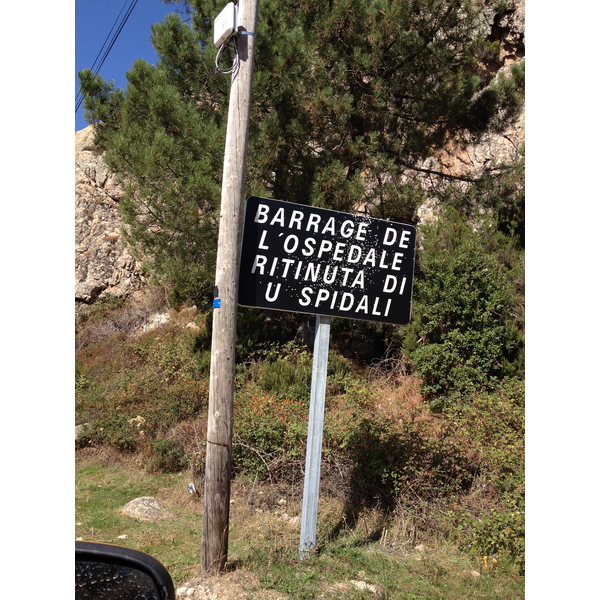 BARRAGE DE
L'OSPEDALE
RITINUTA DI
U SPIDALI